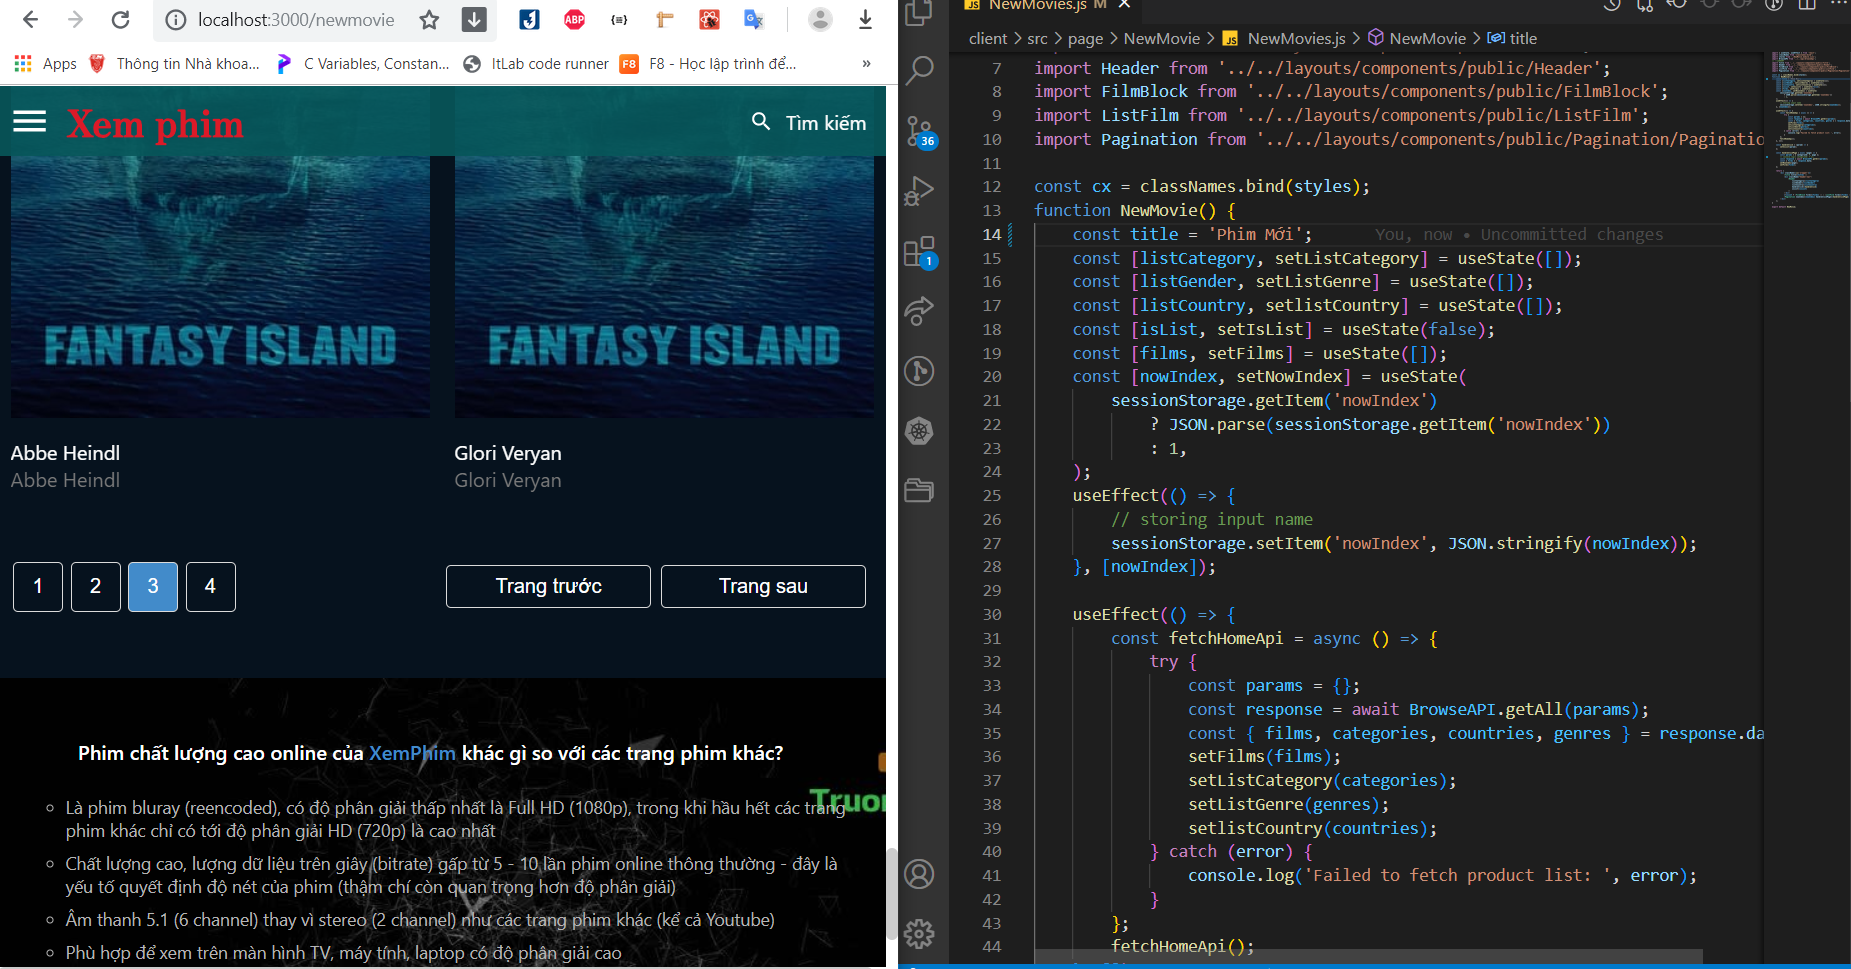 localhost:3000/newmovie
ABP
{≡}
Apps
Thông tin Nhà khoa...
C Variables, Constan...
ItLab code runner
F8
F8 - Học lập trình để...
»
Xem phim
Tìm kiếm
FANTASY ISLAND
FANTASY ISLAND
Abbe Heindl
Abbe Heindl
Glori Veryan
Glori Veryan
1 2 3 4
Trang trước
Trang sau
Phim chất lượng cao online của XemPhim khác gì so với các trang phim khác?
Là phim bluray (reencoded), có độ phân giải thấp nhất là Full HD (1080p), trong khi hầu hết các trang
phim khác chỉ có tới độ phân giải HD (720p) là cao nhất
Chất lượng cao, lượng dữ liệu trên giây (bitrate) gấp từ 5 - 10 lần phim online thông thường - đây là
yếu tố quyết định độ nét của phim (thậm chí còn quan trọng hơn độ phân giải)
Âm thanh 5.1 (6 channel) thay vì stereo (2 channel) như các trang phim khác (kể cả Youtube)
Phù hợp để xem trên màn hình TV, máy tính, laptop có độ phân giải cao
Truon
36
1
JS NewMovies.js M
client > src > page > NewMovie > JS NewMovies.js > NewMovie > title
7 import Header from '../../layouts/components/public/Header';
8 import FilmBlock from '../../layouts/components/public/FilmBlock';
9 import ListFilm from '../../layouts/components/public/ListFilm';
10 import Pagination from '../../layouts/components/public/Pagination/Paginatio
11
12 const cx = classNames.bind(styles);
13 function NewMovie() {
14 const title = 'Phim Mới'; You, now • Uncommitted changes
15 const [listCategory, setListCategory] = useState([]);
16 const [listGender, setListGenre] = useState([]);
17 const [listCountry, setlistCountry] = useState([]);
18 const [isList, setIsList] = useState(false);
19 const [films, setFilms] = useState([]);
20 const [nowIndex, setNowIndex] = useState(
21 sessionStorage.getItem('nowIndex')
22 ? JSON.parse(sessionStorage.getItem('nowIndex'))
23 : 1,
24 );
25 useEffect(() => {
26 // storing input name
27 sessionStorage.setItem('nowIndex', JSON.stringify(nowIndex));
28 }, [nowIndex]);
29
30 useEffect(() => {
31 const fetchHomeApi = async () => {
32 try {
33 const params = {};
34 const response = await BrowseAPI.getAll(params);
35 const { films, categories, countries, genres } = response.da
36 setFilms(films);
37 setListCategory(categories);
38 setListGenre(genres);
39 setlistCountry(countries);
40 } catch (error) {
41 console.log('Failed to fetch product list: ', error);
42 }
43 };
44 fetchHomeApi();